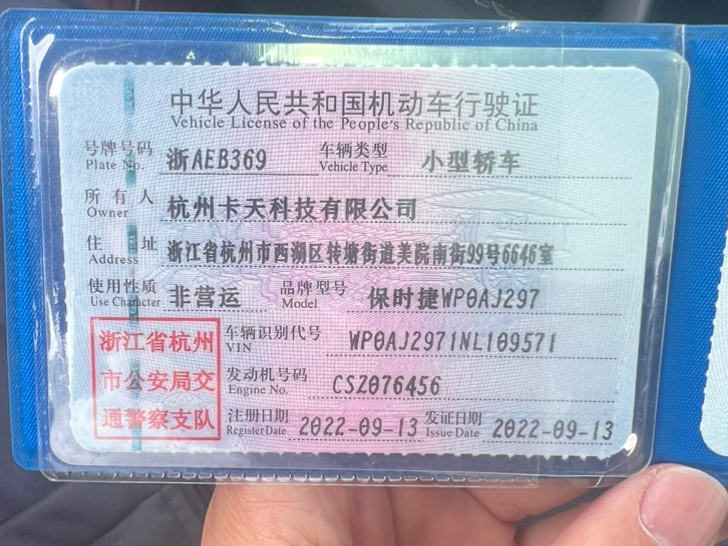 中华人民共和国机动车行驶证
Vehicle License of the People's Republic of China
号牌号码 浙AEB369 车辆类型 小型轿车
Plate No. Vehicle Type
所有人 杭州卡天科技有限公司
Owner
住址 浙江省杭州市西湖区转塘街道美院南街99号6646室
Address
使用性质 非营运 品牌型号 保时捷WP0AJ297
Use Character Model
浙江省杭州 车辆识别代号 WP0AJ2971NL109571
VIN
市公安局交 发动机号码 CSZ076456
Engine No.
通警察支队 注册日期 2022-09-13 发证日期 2022-09-13
Register Date Issue Date